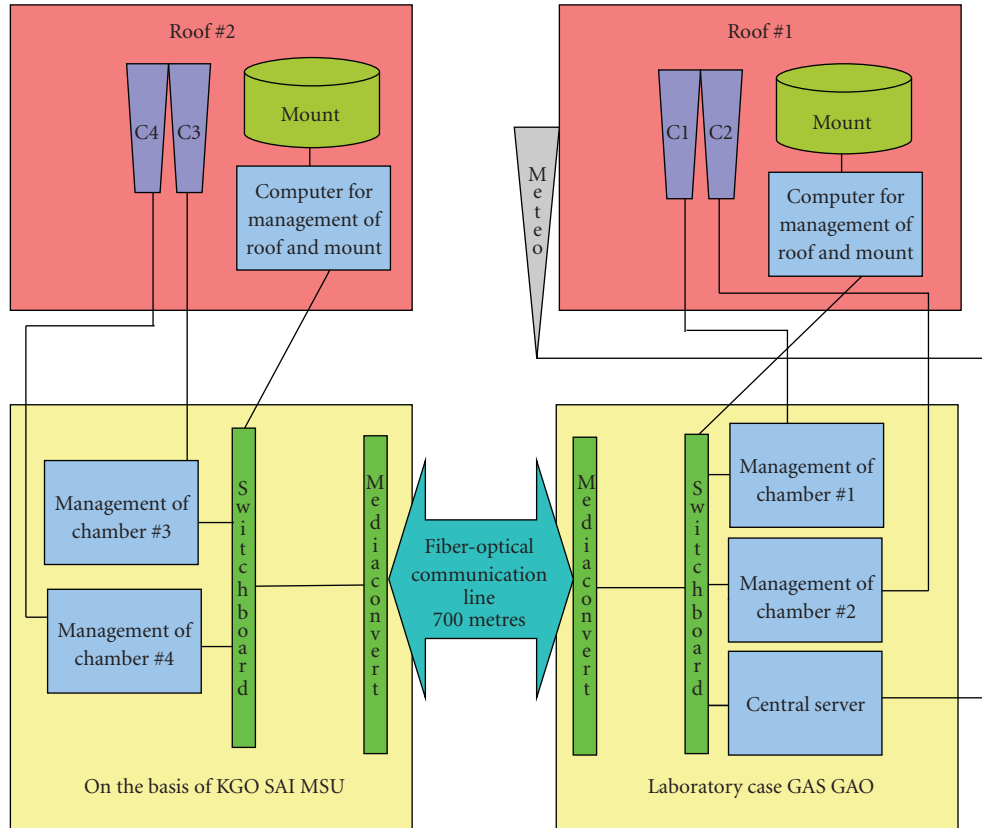 Roof #2
C4
C3
Mount
Computer for
management of
roof and mount
Roof #1
C1
C2
Mount
Computer for
management of
roof and mount
Meteo
Management of
chamber #3
Management of
chamber #4
Switchboard
Mediaconvert
On the basis of KGO SAI MSU
Fiber-optical
communication
line
700 metres
Mediaconvert
Switchboard
Management of
chamber #1
Management of
chamber #2
Central server
Laboratory case GAS GAO